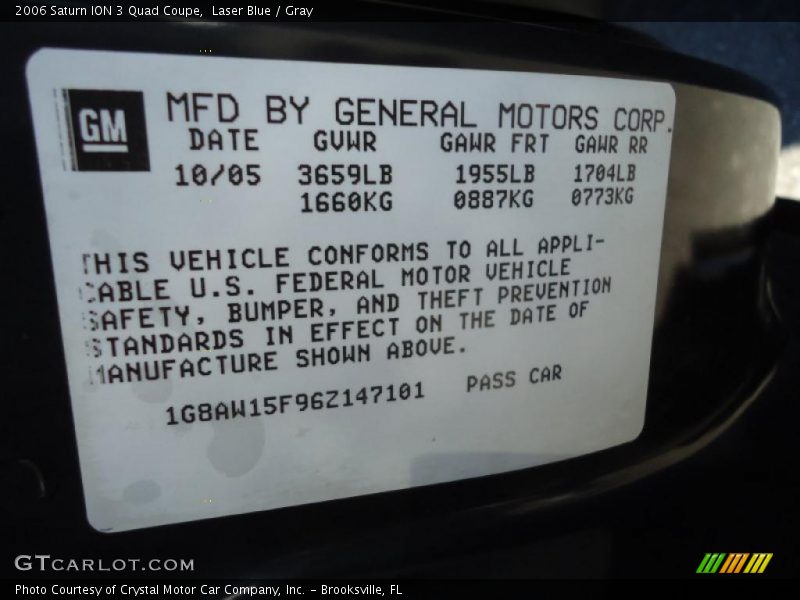 2006 Saturn ION 3 Quad Coupe, Laser Blue / Gray
GM
MFD BY GENERAL MOTORS CORP.
DATE GVWR GAWR FRT GAWR RR
10/05 3659LB 1955LB 1704LB
1660KG 0887KG 0773KG
THIS VEHICLE CONFORMS TO ALL APPLI-
CABLE U.S. FEDERAL MOTOR VEHICLE
SAFETY, BUMPER, AND THEFT PREVENTION
STANDARDS IN EFFECT ON THE DATE OF
MANUFACTURE SHOWN ABOVE.
1G8AW15F96Z147101 PASS CAR
GTCARLOT.COM
Photo Courtesy of Crystal Motor Car Company, Inc. - Brooksville, FL